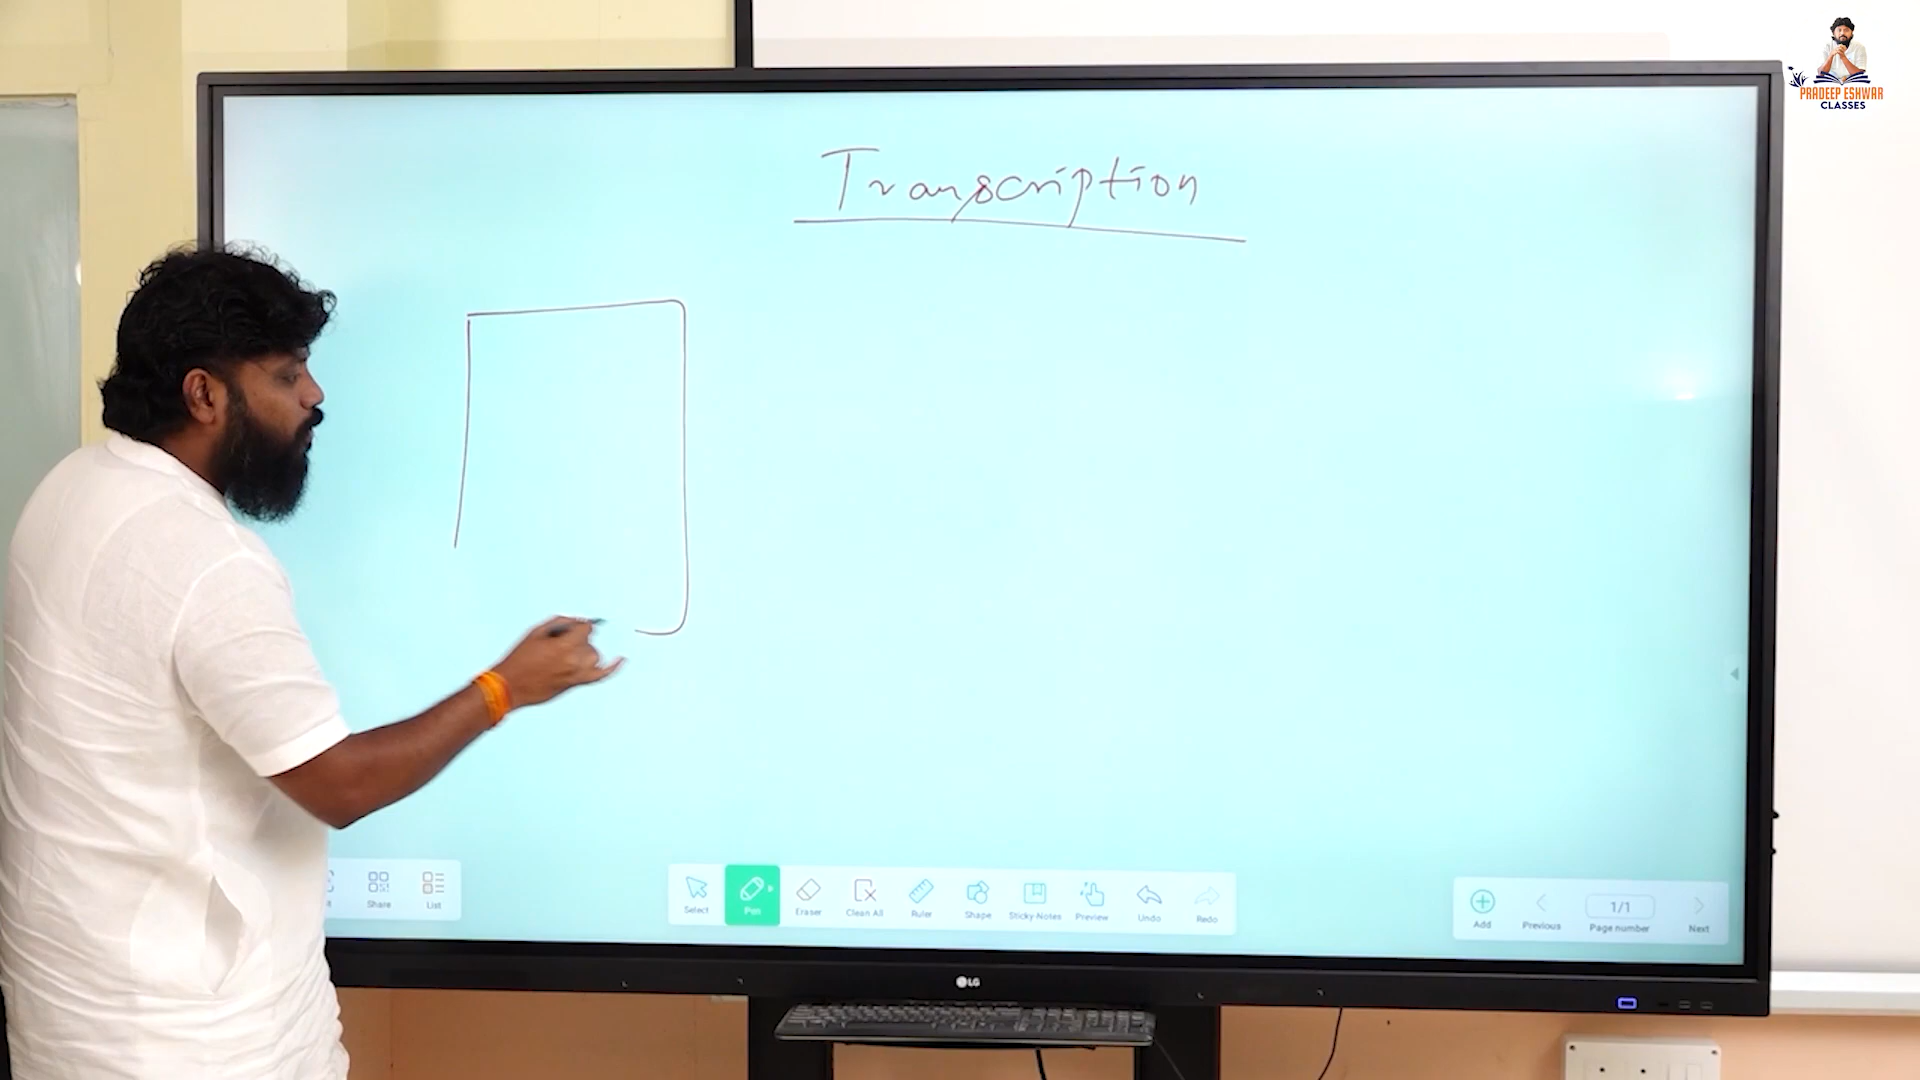 PRADEEP ESHWAR
CLASSES
Transcription
Share
List
Select
Pen
Eraser
Clean All
Ruler
Shape
Sticky Notes
Preview
Undo
Redo
Add
Previous
1/1
Page number
Next
LG